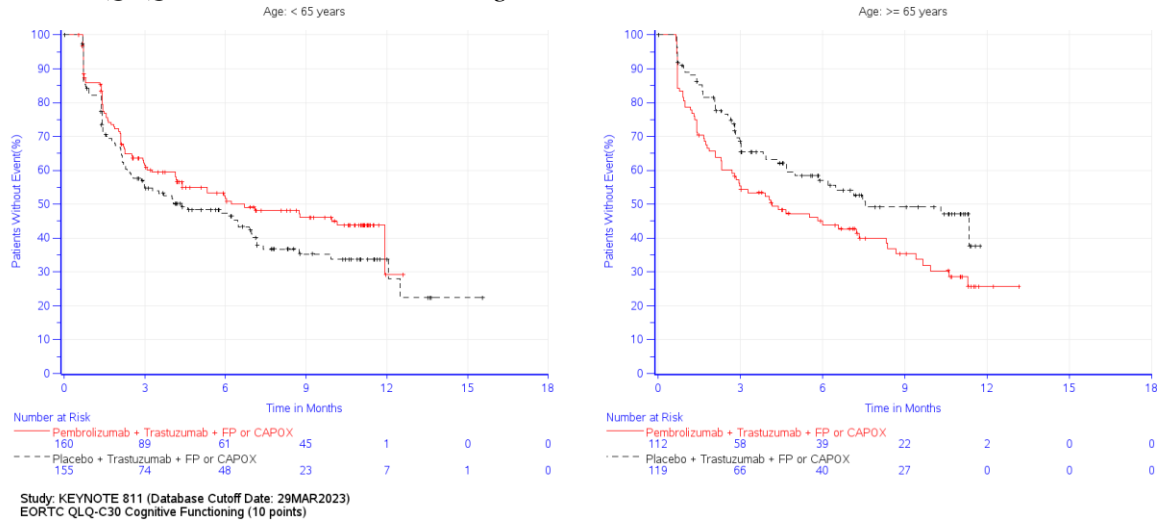 Age: < 65 years
Patients Without Event(%)
100
90
80
70
60
50
40
30
20
10
0
0 3 6 9 12 15 18
Time in Months
Number at Risk
Pembrolizumab + Trastuzumab + FP or CAPOX
160 89 61 45 1 0 0
Placebo + Trastuzumab + FP or CAPOX
155 74 48 23 7 1 0
Age: >= 65 years
Patients Without Event(%)
100
90
80
70
60
50
40
30
20
10
0
0 3 6 9 12 15 18
Time in Months
Number at Risk
Pembrolizumab + Trastuzumab + FP or CAPOX
112 58 39 22 2 0 0
Placebo + Trastuzumab + FP or CAPOX
119 66 40 27 0 0 0
Study: KEYNOTE 811 (Database Cutoff Date: 29MAR2023)
EORTC QLQ-C30 Cognitive Functioning (10 points)